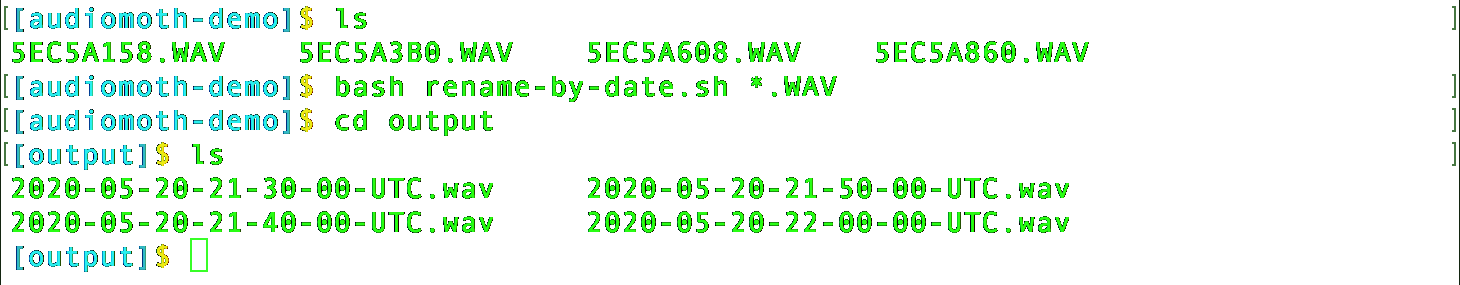 [[audiomoth-demo]$ ls ]
5EC5A158.WAV    5EC5A3B0.WAV    5EC5A608.WAV    5EC5A860.WAV
[[audiomoth-demo]$ bash rename-by-date.sh *.WAV ]
[[audiomoth-demo]$ cd output ]
[[output]$ ls ]
2020-05-20-21-30-00-UTC.wav     2020-05-20-21-50-00-UTC.wav
2020-05-20-21-40-00-UTC.wav     2020-05-20-22-00-00-UTC.wav
[output]$